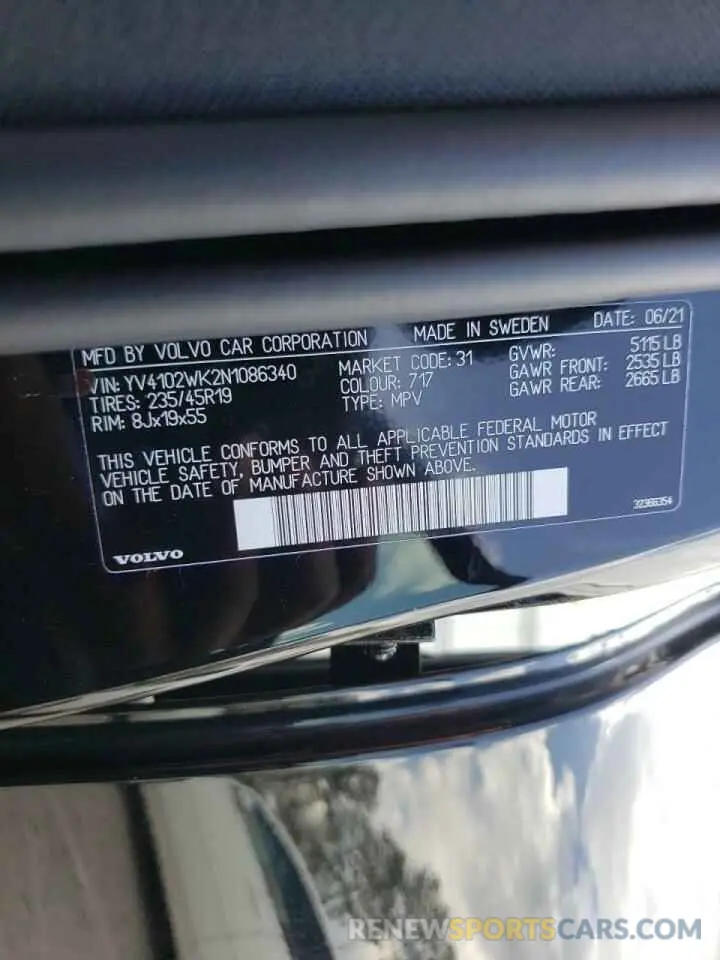 MFD BY VOLVO CAR CORPORATION MADE IN SWEDEN DATE: 06/21
VIN: YV4102WK2N1086340 MARKET CODE: 31 GVWR: 5115 LB
TIRES: 235/45R19 COLOUR: 717 GAWR FRONT: 2535 LB
RIM: 8Jx19x55 TYPE: MPV GAWR REAR: 2665 LB
THIS VEHICLE CONFORMS TO ALL APPLICABLE FEDERAL MOTOR
VEHICLE SAFETY, BUMPER AND THEFT PREVENTION STANDARDS IN EFFECT
ON THE DATE OF MANUFACTURE SHOWN ABOVE.
32366354
VOLVO
RENEWSPORTSCARS.COM